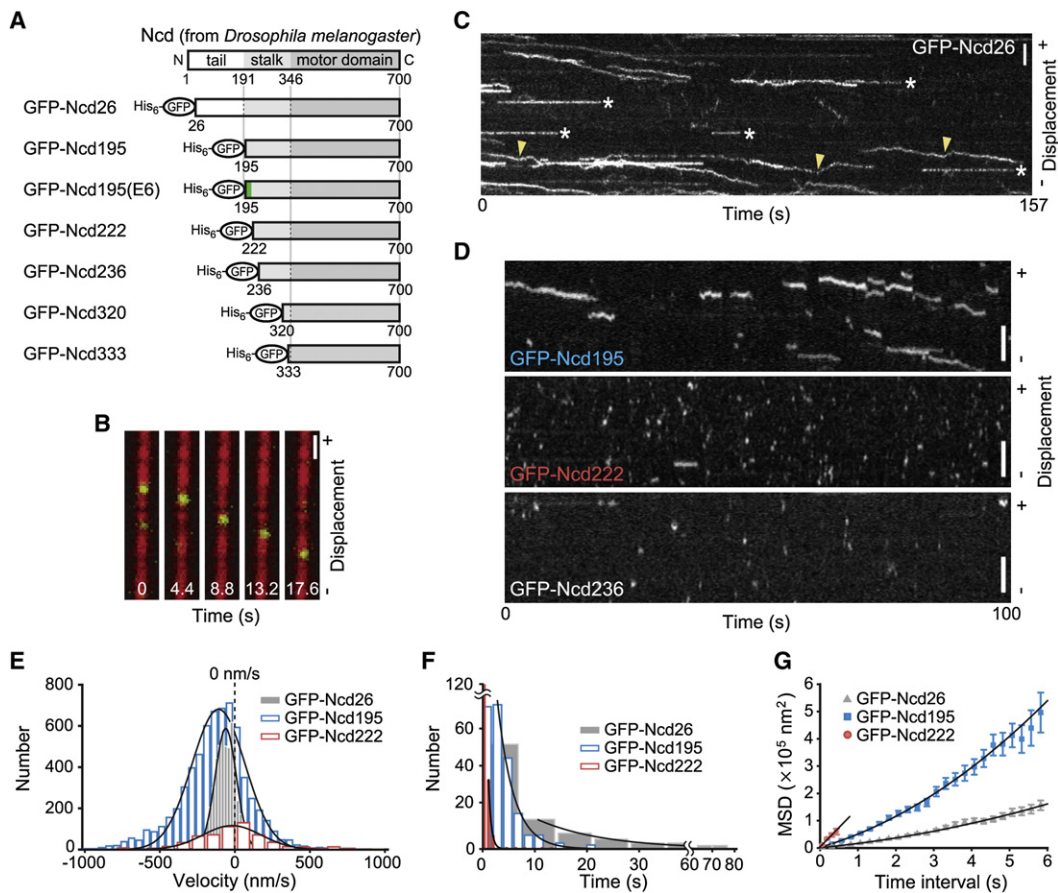 A
Ncd (from Drosophila melanogaster)
N tail stalk motor domain C
1 191 346 700
GFP-Ncd26 His6- GFP 26 700
GFP-Ncd195 His6- GFP 195 700
GFP-Ncd195(E6) His6- GFP 195 700
GFP-Ncd222 His6- GFP 222 700
GFP-Ncd236 His6- GFP 236 700
GFP-Ncd320 His6- GFP 320 700
GFP-Ncd333 His6- GFP 333 700
B
+
Displacement
-
0 4.4 8.8 13.2 17.6
Time (s)
C
GFP-Ncd26
+
Displacement
-
* * * * *
0 157
Time (s)
D
GFP-Ncd195
+
-
GFP-Ncd222
+
-
GFP-Ncd236
+
-
Displacement
0 100
Time (s)
E
0 nm/s
GFP-Ncd26
GFP-Ncd195
GFP-Ncd222
Number
800
600
400
200
0
-1000 -500 0 500 1000
Velocity (nm/s)
F
GFP-Ncd26
GFP-Ncd195
GFP-Ncd222
Number
120
60
40
20
0
0 10 20 30 60 70 80
Time (s)
G
GFP-Ncd26
GFP-Ncd195
GFP-Ncd222
MSD (×10⁵ nm²)
6
5
4
3
2
1
0
0 1 2 3 4 5 6
Time interval (s)